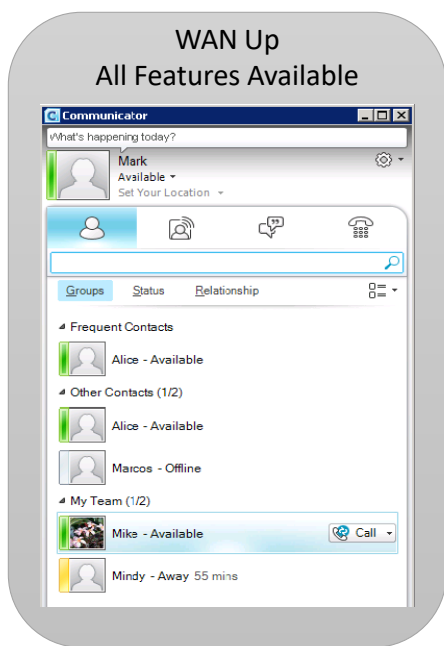 WAN Up
All Features Available
Communicator
What's happening today?
Mark
Available
Set Your Location
Groups Status Relationship
Frequent Contacts
Alice - Available
Other Contacts (1/2)
Alice - Available
Marcos - Offline
My Team (1/2)
Mike - Available Call
Mindy - Away 55 mins